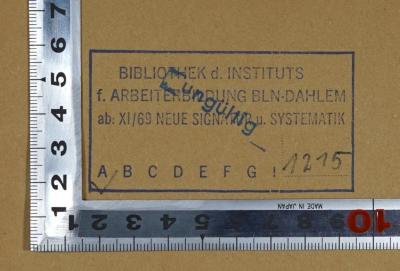 BIBLIOTHEK d. INSTITUTS
f. ARBEITERBILDUNG BLN-DAHLEM
ab: XI/69 NEUE SIGNATUR u. SYSTEMATIK
ungültig
A B C D E F G ! 1215
1 2 3 4 5 6 7
MADE IN JAPAN
1 2 3 4 5 6 7 8 9 10